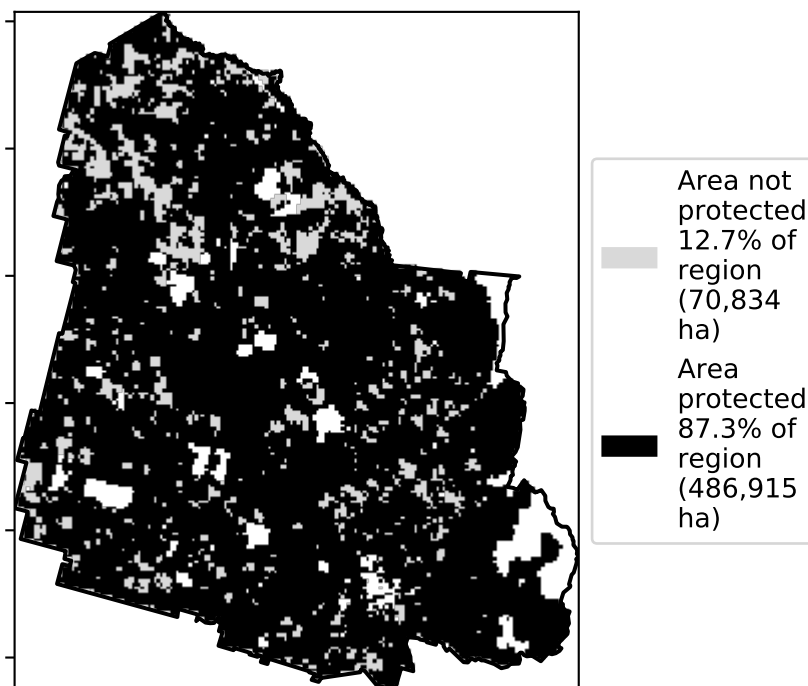 Area not
protected
12.7% of
region
(70,834
ha)
Area
protected
87.3% of
region
(486,915
ha)